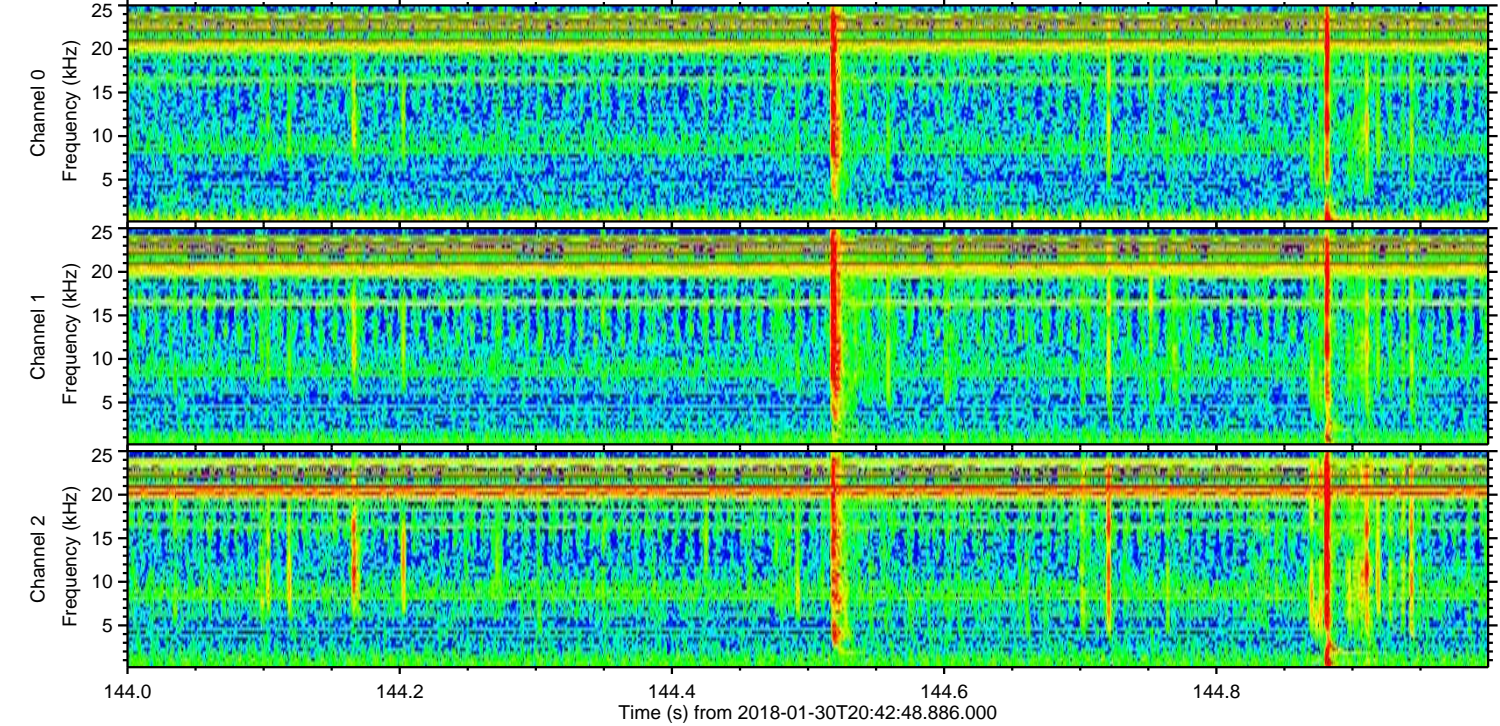 Channel 0
Frequency (kHz)
25
20
15
10
5
Channel 1
Frequency (kHz)
25
20
15
10
5
Channel 2
Frequency (kHz)
25
20
15
10
5
144.0 144.2 144.4 144.6 144.8
Time (s) from 2018-01-30T20:42:48.886.000